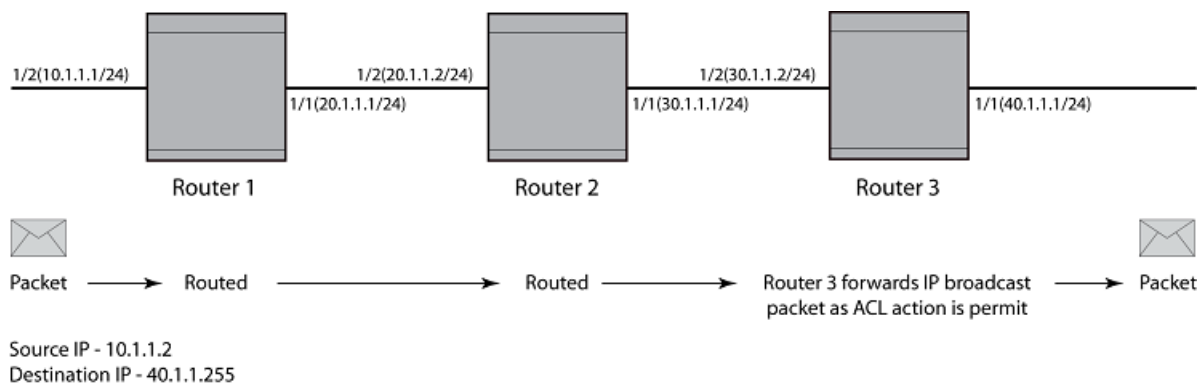 1/2(10.1.1.1/24)
1/1(20.1.1.1/24)
1/2(20.1.1.2/24)
1/1(30.1.1.1/24)
1/2(30.1.1.2/24)
1/1(40.1.1.1/24)
Router 1
Router 2
Router 3
Packet
Routed
Routed
Router 3 forwards IP broadcast
packet as ACL action is permit
Packet
Source IP - 10.1.1.2
Destination IP - 40.1.1.255